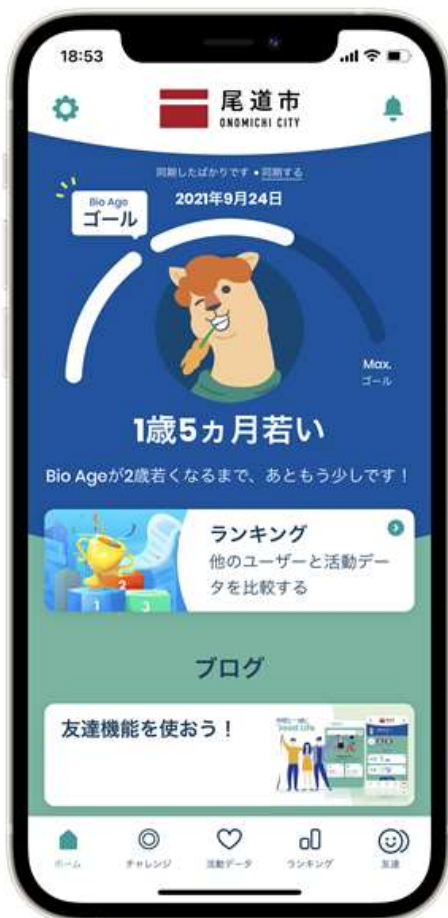 18:53
尾道市
ONOMICHI CITY
同期したばかりです • 同期する
2021年9月24日
Bio Age
ゴール
Max.
ゴール
1歳5ヵ月若い
Bio Ageが2歳若くなるまで、あともう少しです！
ランキング
他のユーザーと活動デー
タを比較する
2
1
3
ブログ
友達機能を使おう！
Good Life
ホーム
チャレンジ
活動データ
ランキング
友達